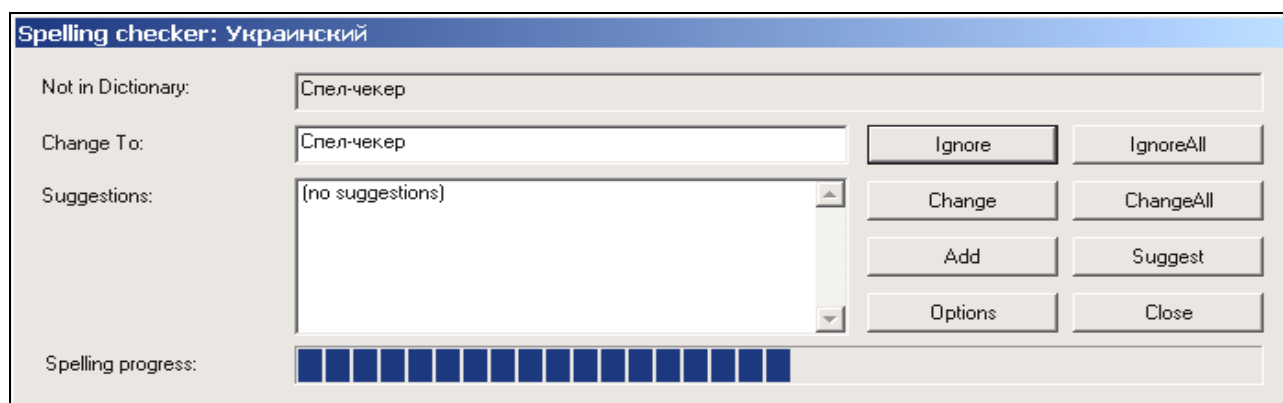 Spelling checker: Украинский
Not in Dictionary: Спел-чекер
Change To: Спел-чекер Ignore IgnoreAll
Suggestions: (no suggestions) Change ChangeAll
Add Suggest
Options Close
Spelling progress: